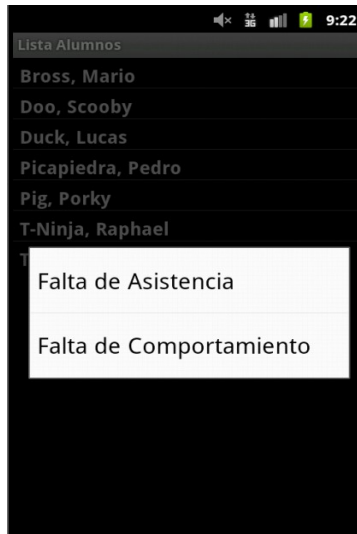 3G 9:22
Lista Alumnos
Bross, Mario
Doo, Scooby
Duck, Lucas
Picapiedra, Pedro
Pig, Porky
T-Ninja, Raphael
T
Falta de Asistencia
Falta de Comportamiento